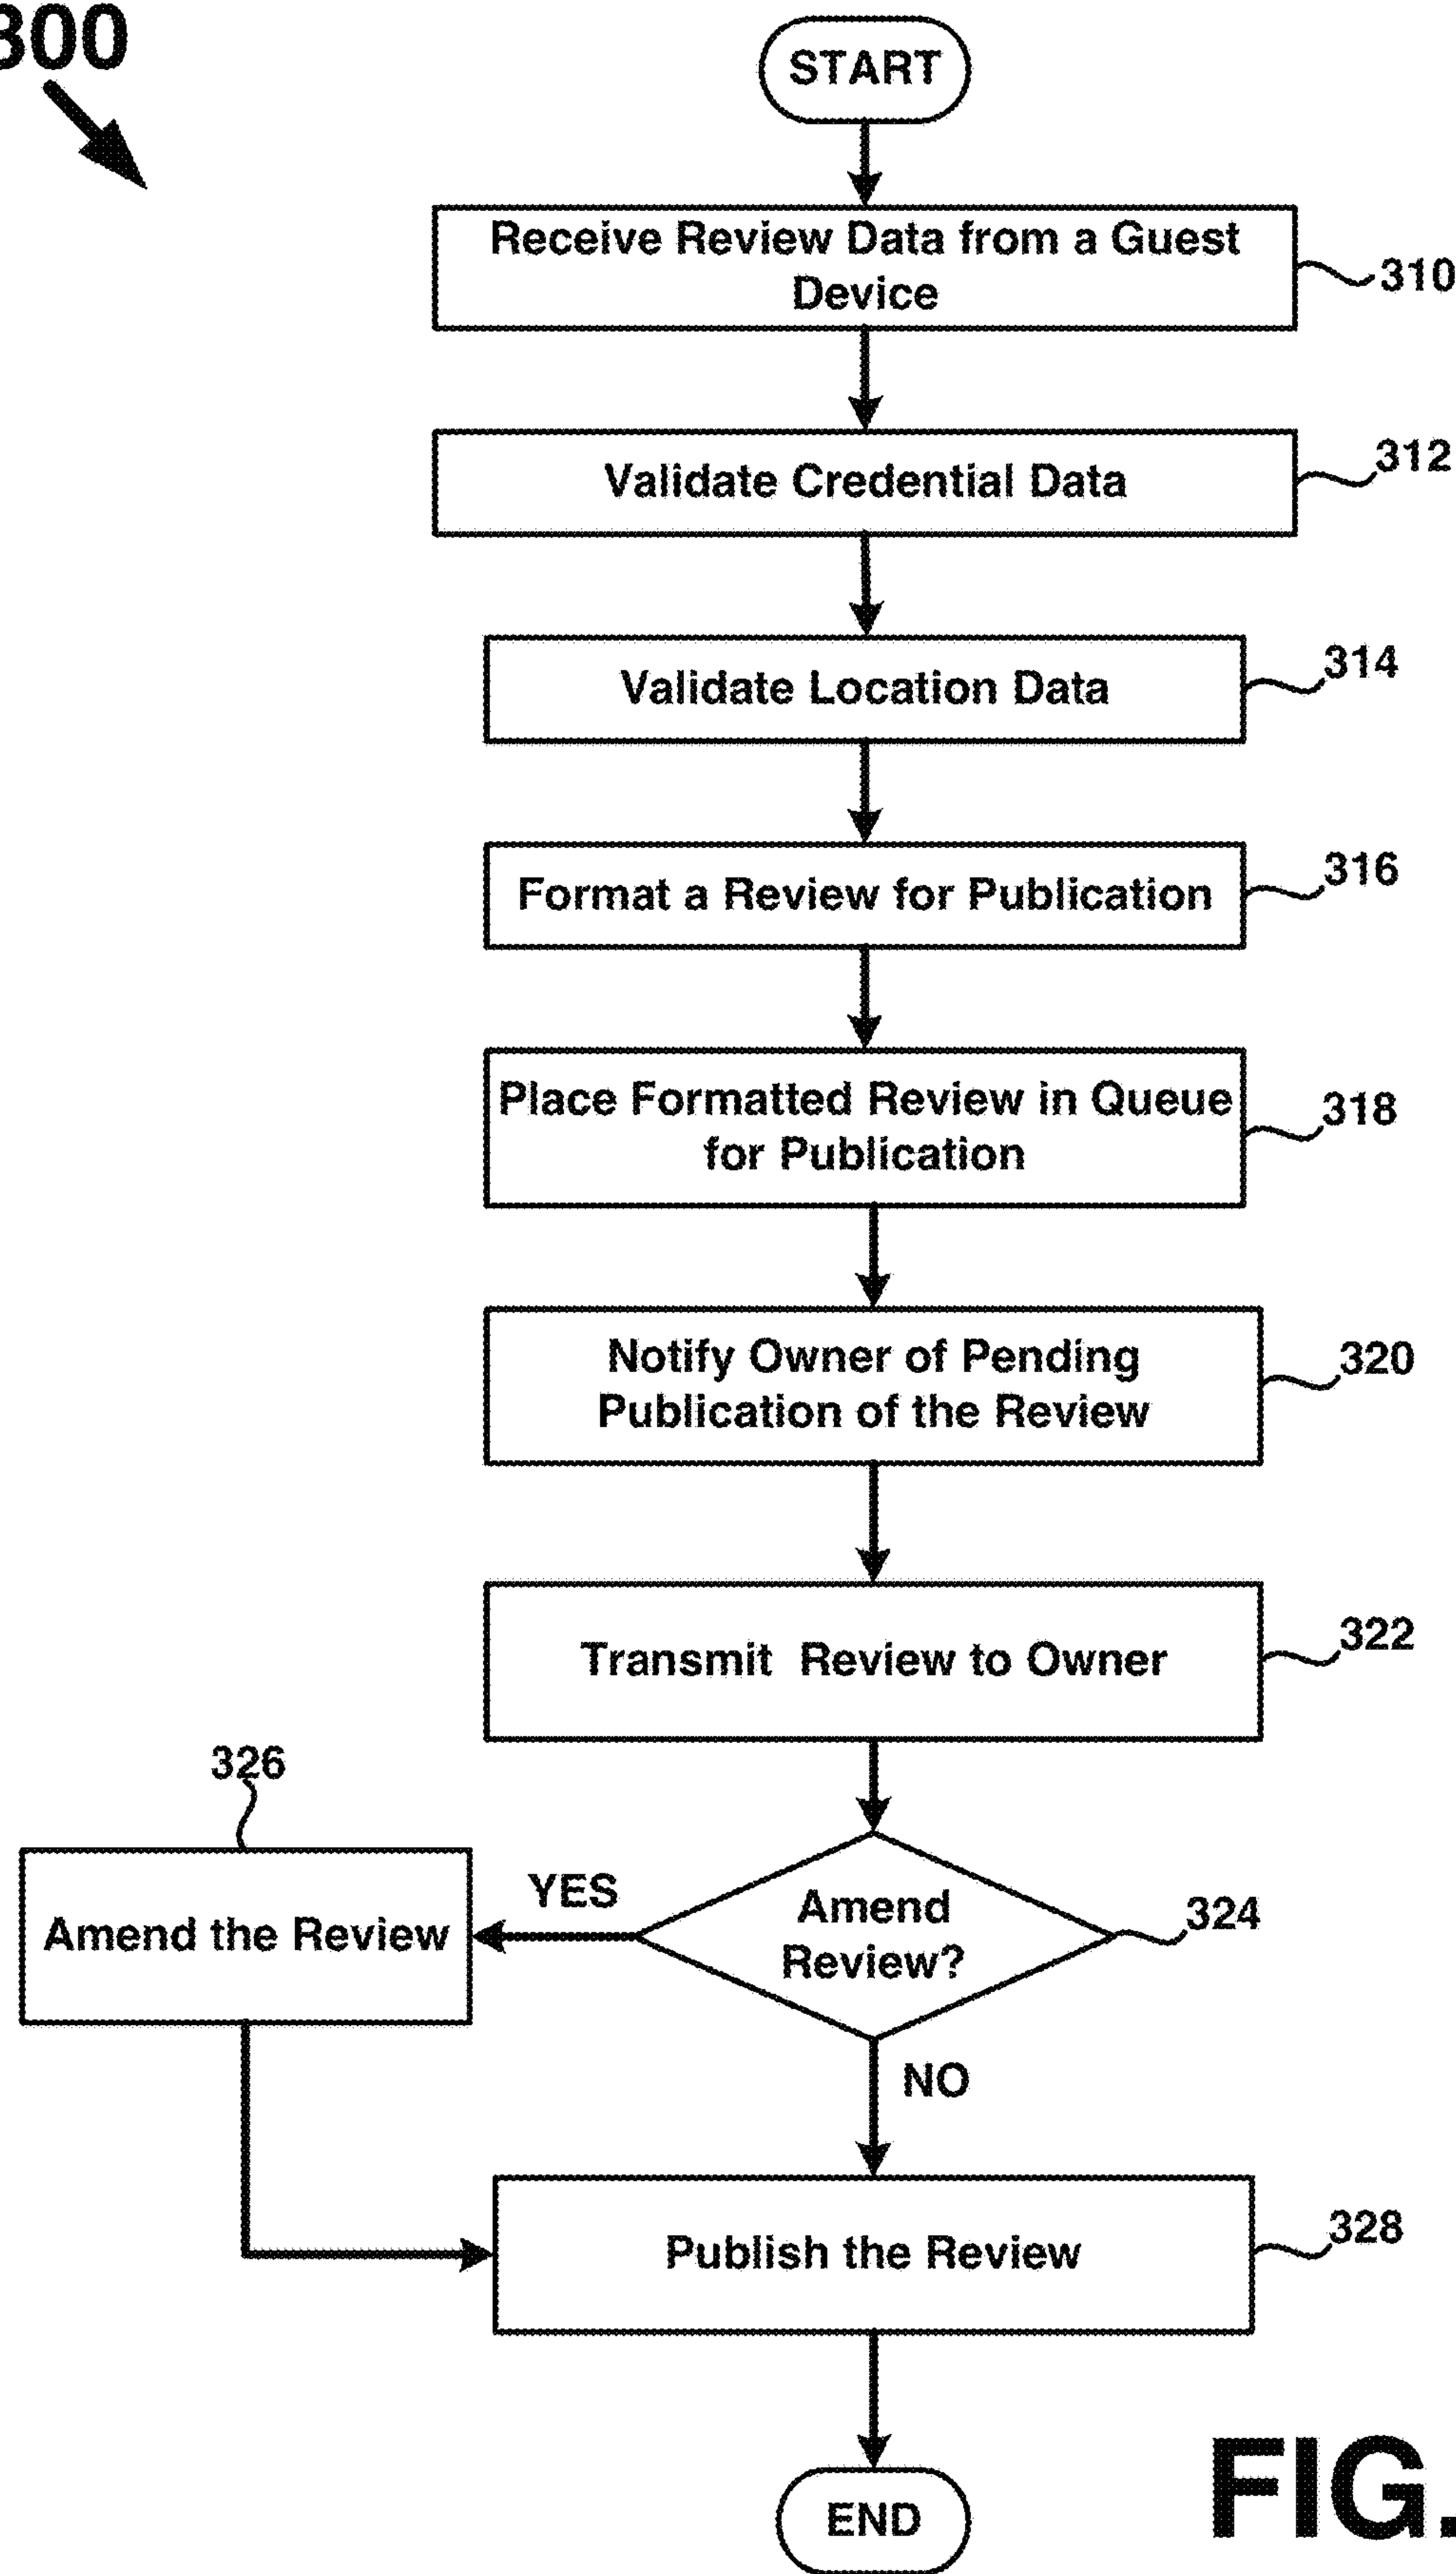 300
START
Receive Review Data from a Guest
Device
310
Validate Credential Data
312
Validate Location Data
314
Format a Review for Publication
316
Place Formatted Review in Queue
for Publication
318
Notify Owner of Pending
Publication of the Review
320
Transmit Review to Owner
322
326
Amend the Review
YES
Amend
Review?
324
NO
Publish the Review
328
END
FIG.